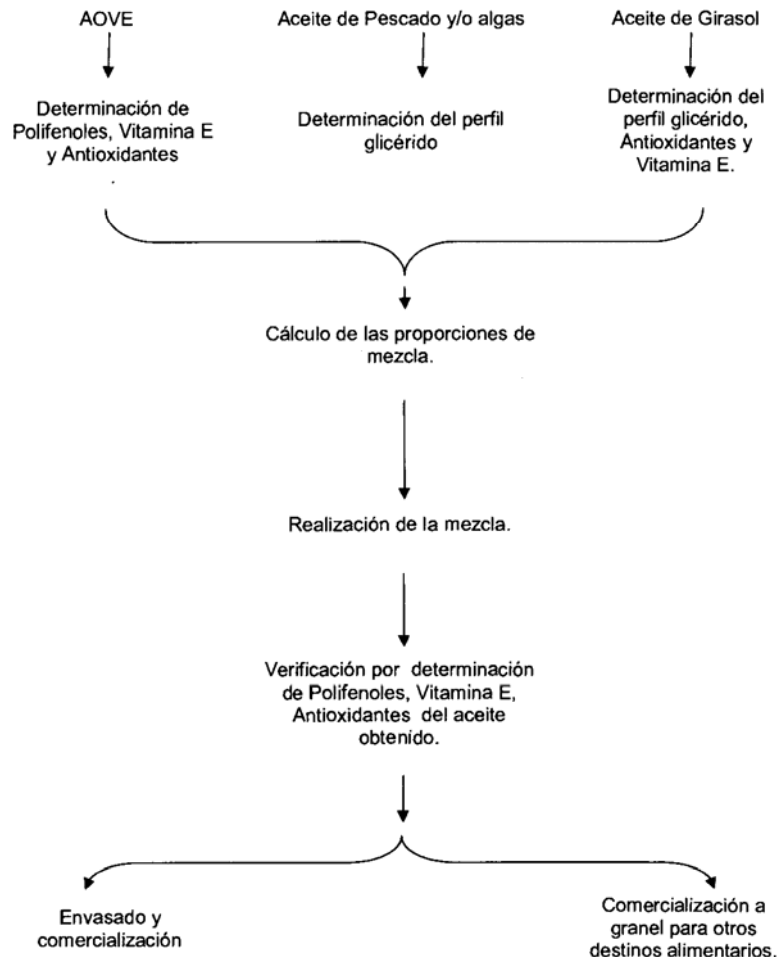 AOVE
Aceite de Pescado y/o algas
Aceite de Girasol
Determinación de
Polifenoles, Vitamina E
y Antioxidantes
Determinación del perfil
glicérido
Determinación del
perfil glicérido,
Antioxidantes y
Vitamina E.
Cálculo de las proporciones de
mezcla.
Realización de la mezcla.
Verificación por determinación
de Polifenoles, Vitamina E,
Antioxidantes del aceite
obtenido.
Envasado y
comercialización
Comercialización a
granel para otros
destinos alimentarios.